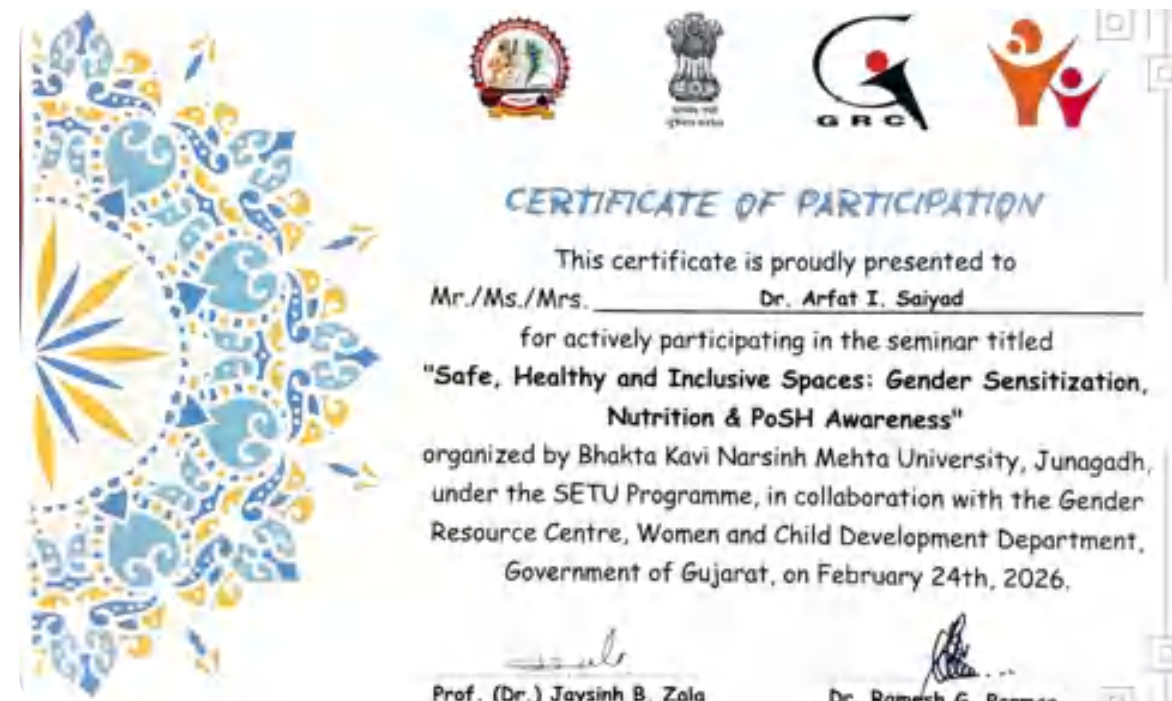 GRC
CERTIFICATE OF PARTICIPATION
This certificate is proudly presented to
Mr./Ms./Mrs. Dr. Arfat I. Saiyad
for actively participating in the seminar titled
"Safe, Healthy and Inclusive Spaces: Gender Sensitization,
Nutrition & PoSH Awareness"
organized by Bhakta Kavi Narsinh Mehta University, Junagadh,
under the SETU Programme, in collaboration with the Gender
Resource Centre, Women and Child Development Department,
Government of Gujarat, on February 24th, 2026.
Prof. (Dr.) Jaysinh B. Zala Dr. Ramesh G. Parmar